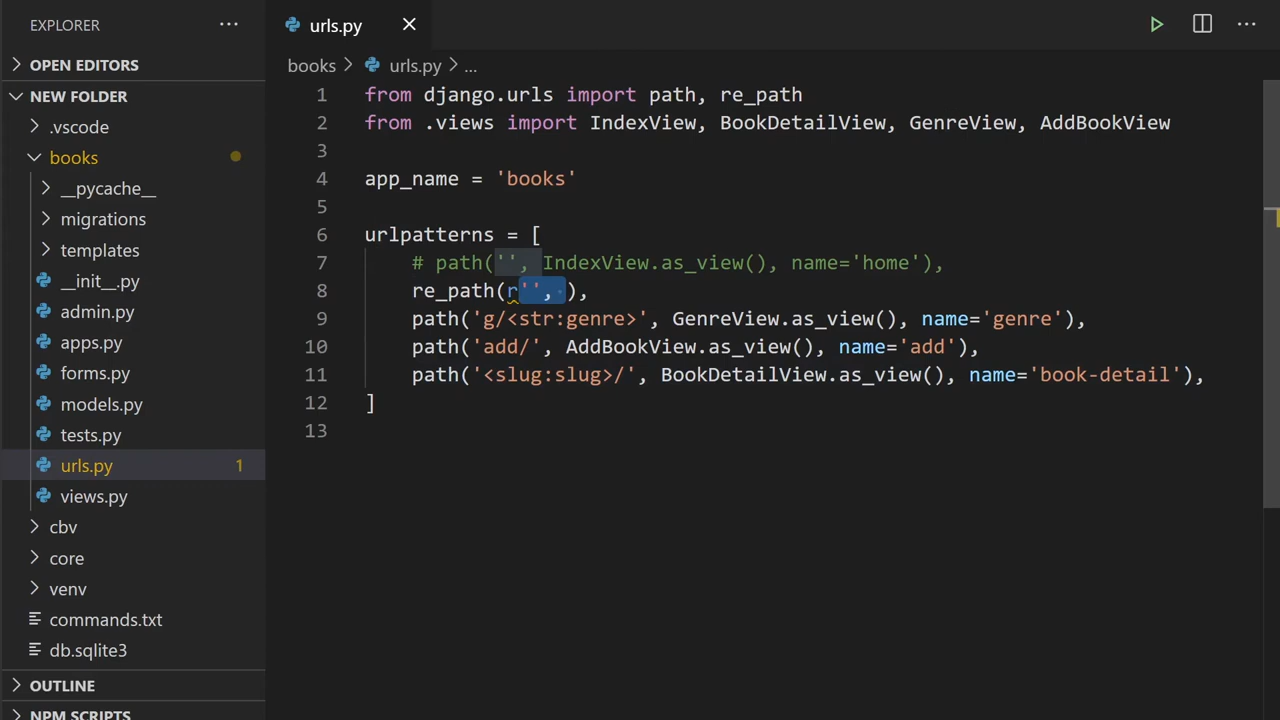 EXPLORER
OPEN EDITORS
NEW FOLDER
.vscode
books
__pycache__
migrations
templates
__init__.py
admin.py
apps.py
forms.py
models.py
tests.py
urls.py 1
views.py
cbv
core
venv
commands.txt
db.sqlite3
OUTLINE
NPM SCRIPTS
urls.py
books > urls.py > ...
1 from django.urls import path, re_path
2 from .views import IndexView, BookDetailView, GenreView, AddBookView
3
4 app_name = 'books'
5
6 urlpatterns = [
7 # path('', IndexView.as_view(), name='home'),
8 re_path(r'', ),
9 path('g/<str:genre>', GenreView.as_view(), name='genre'),
10 path('add/', AddBookView.as_view(), name='add'),
11 path('<slug:slug>/', BookDetailView.as_view(), name='book-detail'),
12 ]
13